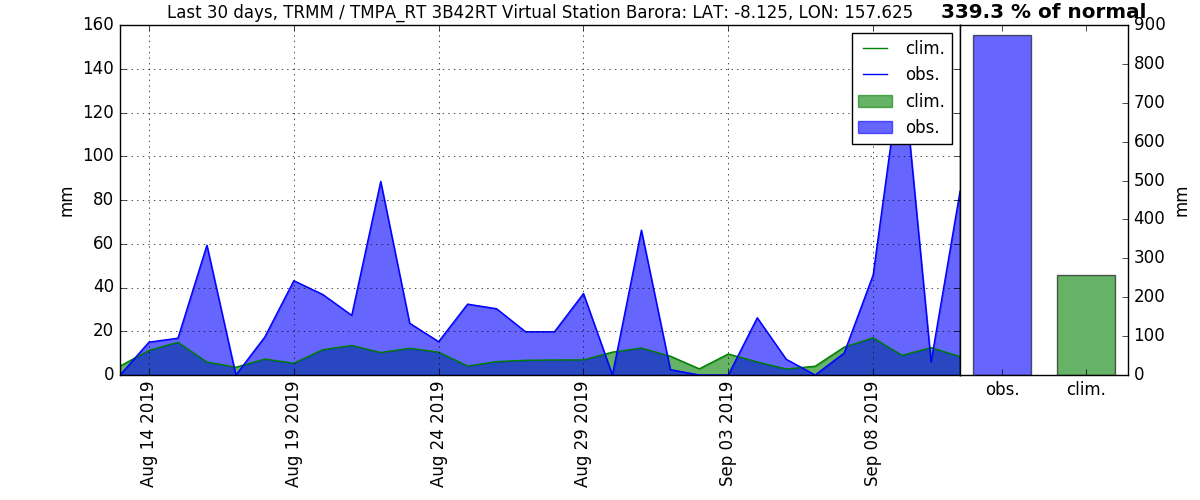 Last 30 days, TRMM / TMPA_RT 3B42RT Virtual Station Barora: LAT: -8.125, LON: 157.625
339.3 % of normal
160
140
120
100
80
60
40
20
0
mm
clim.
obs.
clim.
obs.
900
800
700
600
500
400
300
200
100
0
mm
Aug 14 2019
Aug 19 2019
Aug 24 2019
Aug 29 2019
Sep 03 2019
Sep 08 2019
obs.
clim.